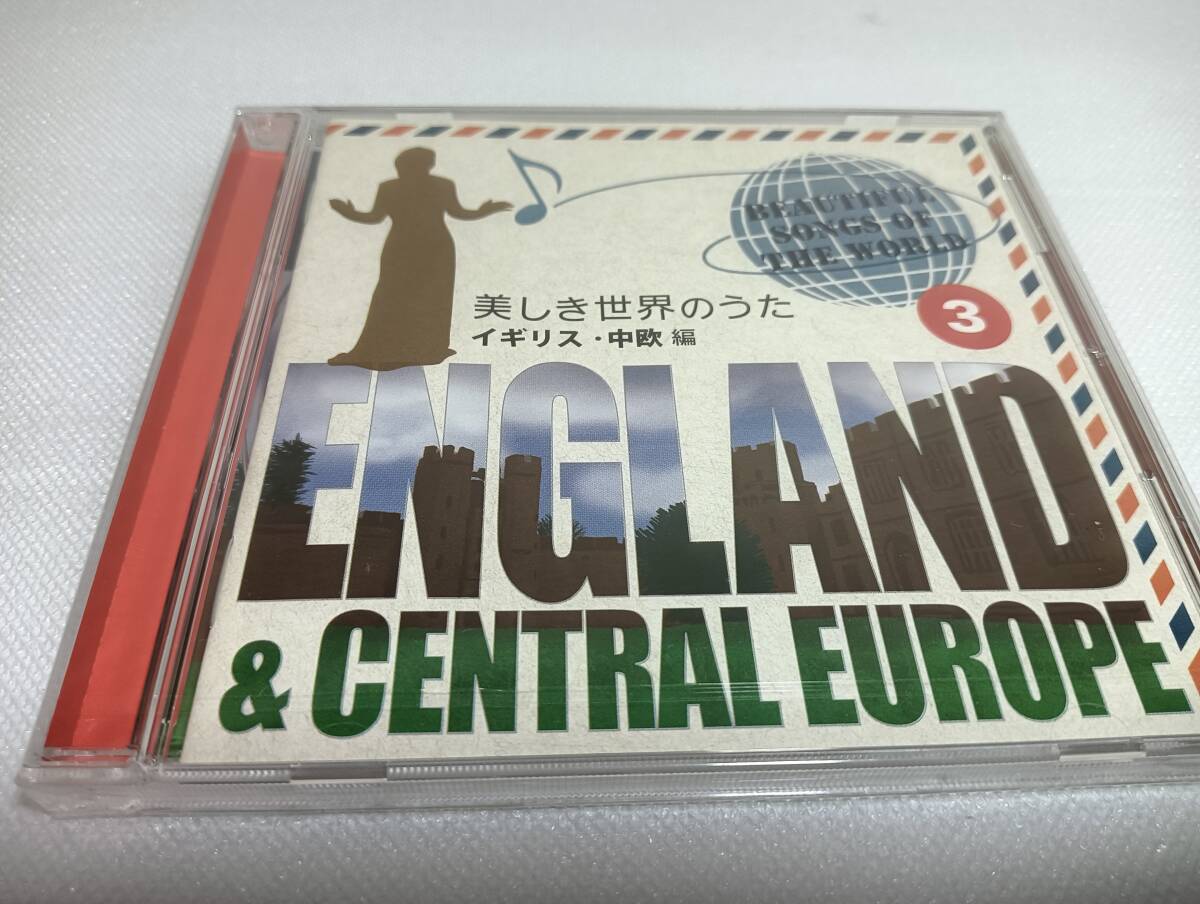 BEAUTIFUL
SONGS OF
THE WORLD
美しき世界のうた
イギリス・中欧 編
3
ENGLAND
& CENTRAL EUROPE